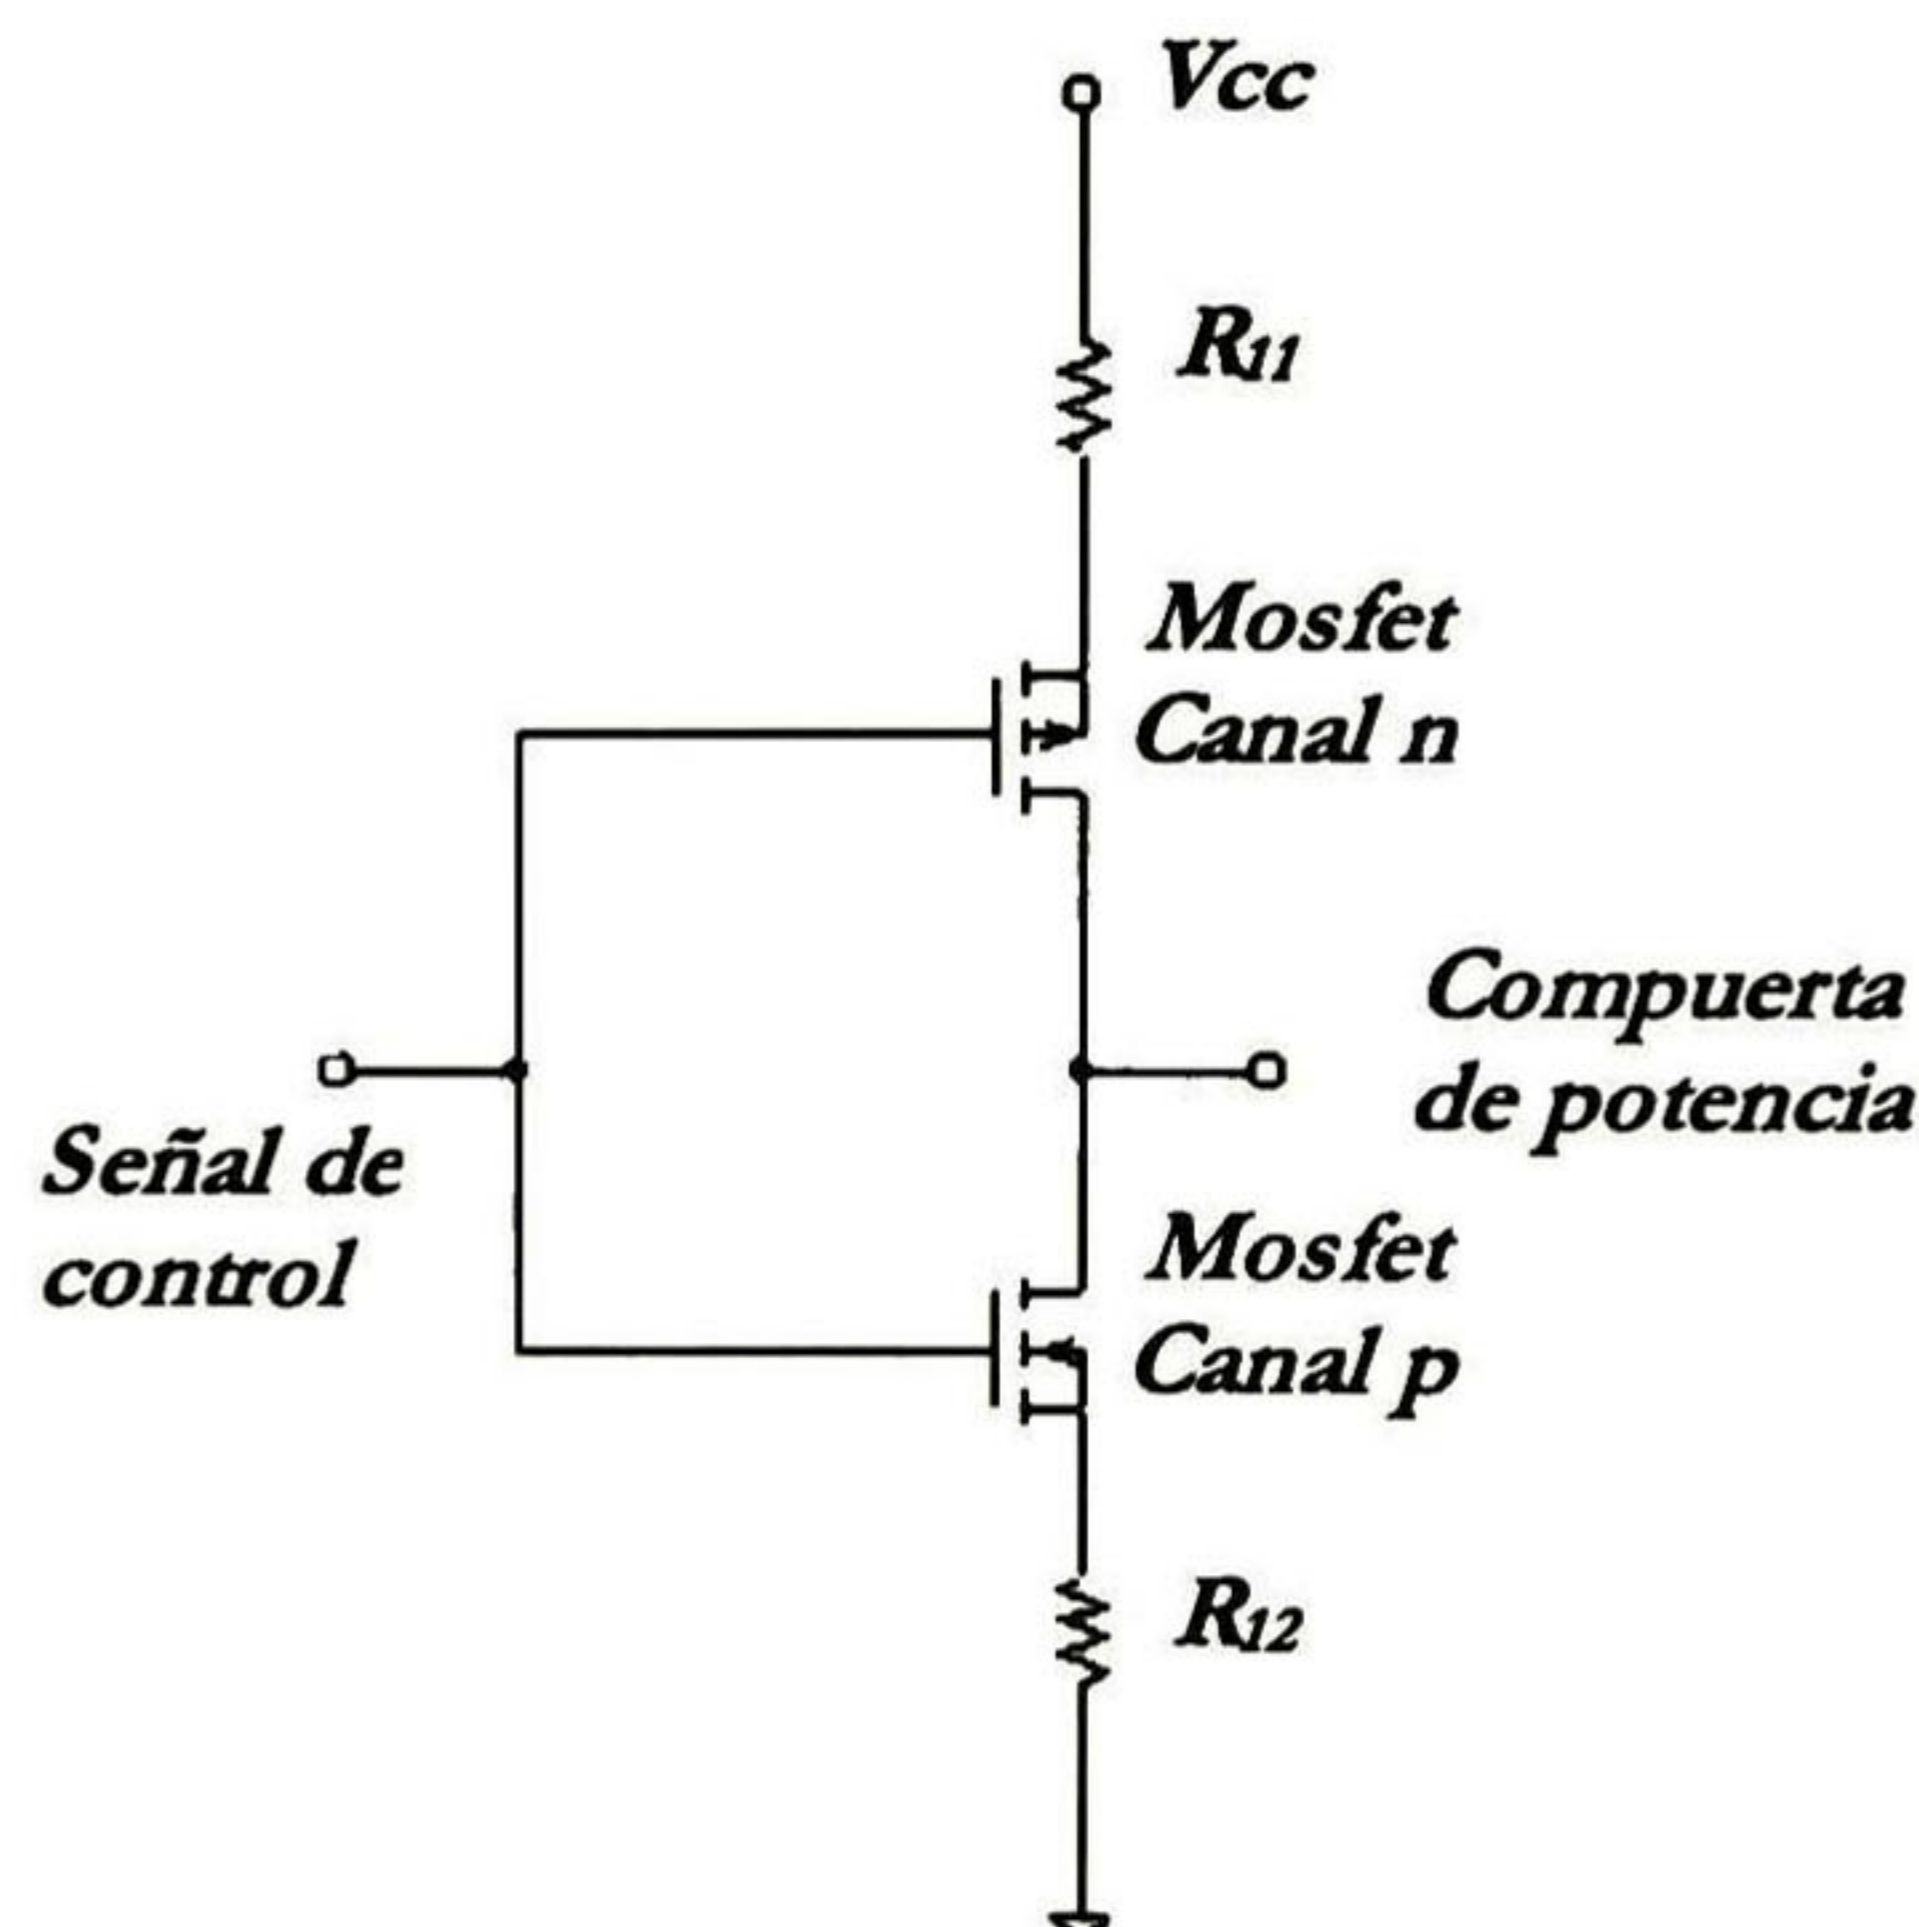 Vcc
R11
Mosfet
Canal n
Compuerta
de potencia
Señal de
control
Mosfet
Canal p
R12